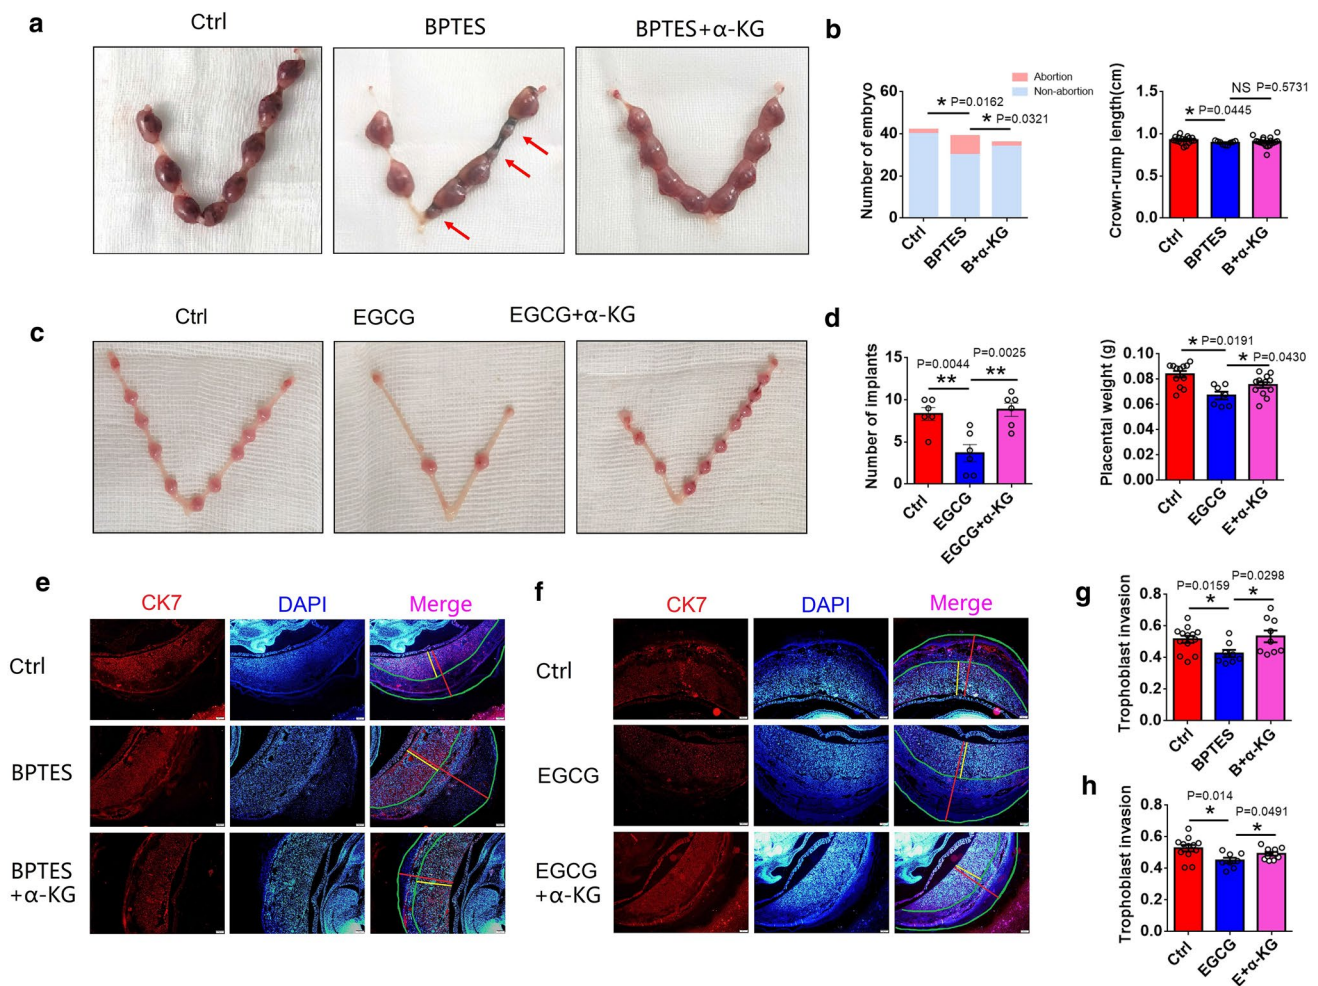 a
Ctrl
BPTES
BPTES+α-KG
b
Abortion
Non-abortion
Number of embryo
60
40
20
0
* P=0.0162
* P=0.0321
Ctrl
BPTES
B+α-KG
Crown-rump length(cm)
1.5
1.0
0.5
0.0
NS P=0.5731
* P=0.0445
Ctrl
BPTES
B+α-KG
c
Ctrl
EGCG
EGCG+α-KG
d
Number of implants
15
10
5
0
P=0.0044
P=0.0025
**
**
Ctrl
EGCG
EGCG+α-KG
Placental weight (g)
0.10
0.08
0.06
0.04
0.02
0.00
* P=0.0191
* P=0.0430
Ctrl
EGCG
E+α-KG
e
CK7
DAPI
Merge
Ctrl
BPTES
BPTES
+α-KG
f
CK7
DAPI
Merge
Ctrl
EGCG
EGCG
+α-KG
g
Trophoblast invasion
0.8
0.6
0.4
0.2
0.0
P=0.0159
P=0.0298
*
*
Ctrl
BPTES
B+α-KG
h
Trophoblast invasion
0.8
0.6
0.4
0.2
0.0
P=0.014
P=0.0491
*
*
Ctrl
EGCG
E+α-KG